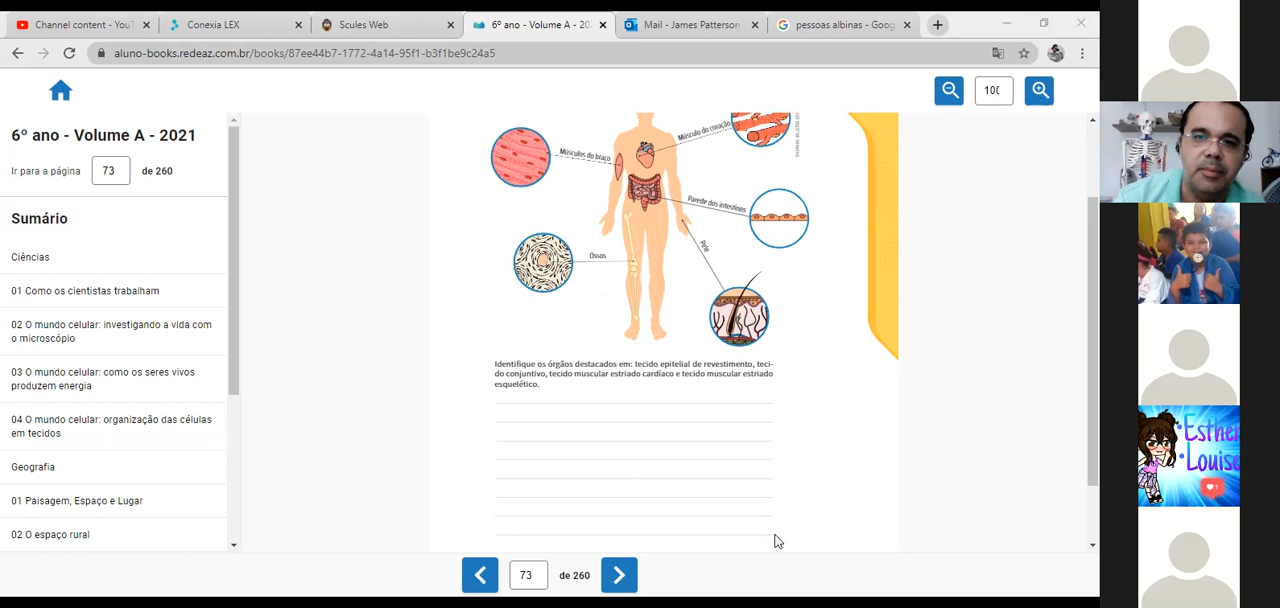 Channel content - YouT
Conexia LEX
Scules Web
6º ano - Volume A - 202
Mail - James Patterson
pessoas albinas - Goog
aluno-books.redeaz.com.br/books/87ee44b7-1772-4a14-95f1-b3f1be9c24a5
6º ano - Volume A - 2021
Ir para a página 73 de 260
Sumário
Ciências
01 Como os cientistas trabalham
02 O mundo celular: investigando a vida com
o microscópio
03 O mundo celular: como os seres vivos
produzem energia
04 O mundo celular: organização das células
em tecidos
Geografia
01 Paisagem, Espaço e Lugar
02 O espaço rural
Músculo do coração
Músculos do braço
Parede dos intestinos
Pele
Ossos
Identifique os órgãos destacados em: tecido epitelial de revestimento, teci-
do conjuntivo, tecido muscular estriado cardíaco e tecido muscular estriado
esquelético.
73 de 260
Esther
Louise
1